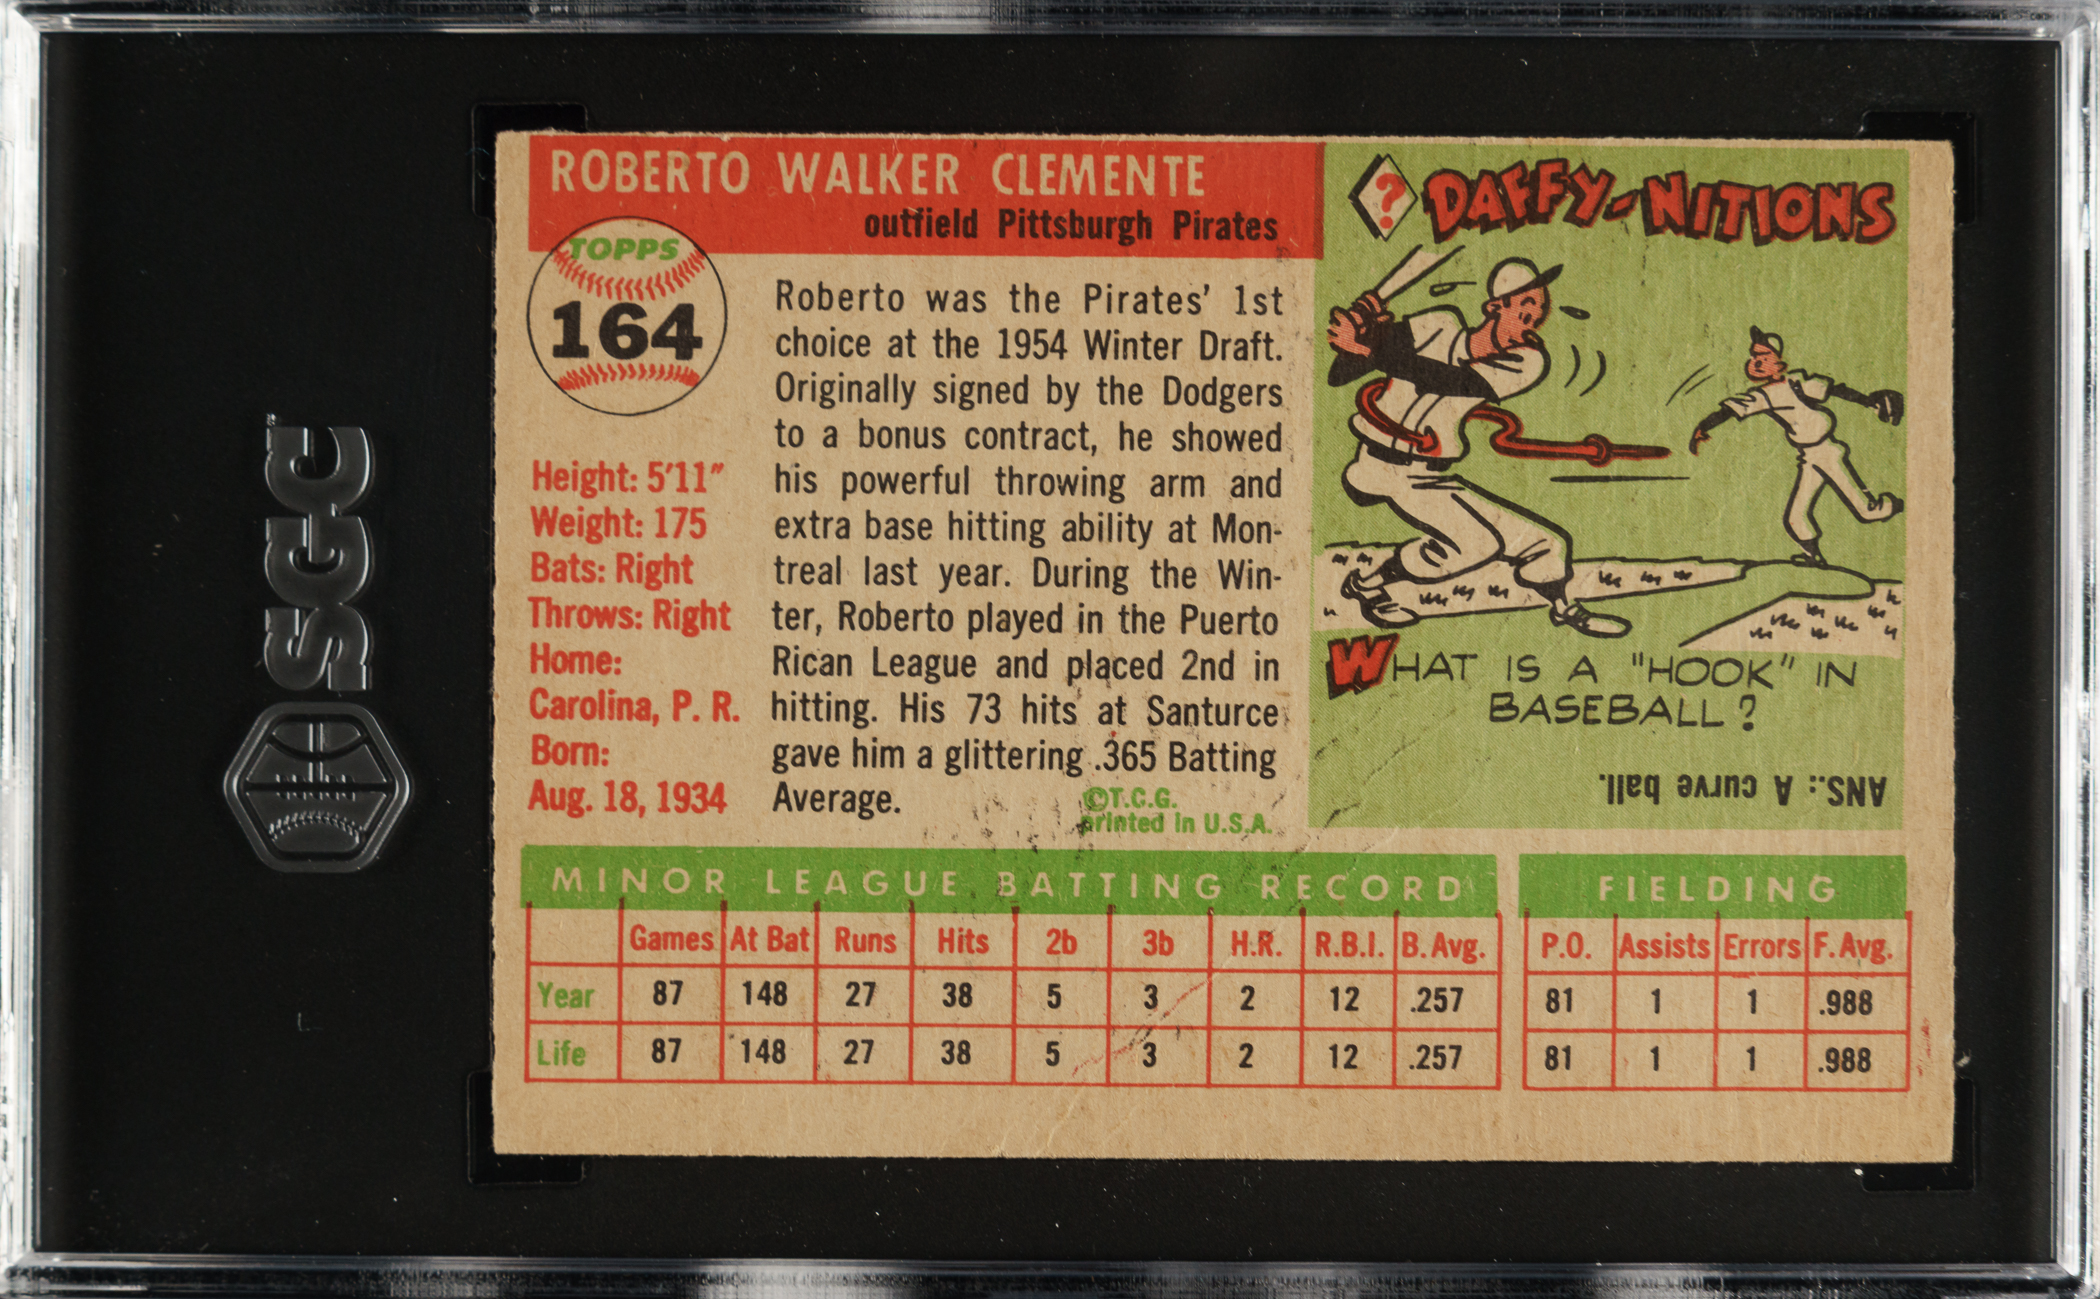 SGC
ROBERTO WALKER CLEMENTE
outfield Pittsburgh Pirates
TOPPS
164
Height: 5'11"
Weight: 175
Bats: Right
Throws: Right
Home:
Carolina, P. R.
Born:
Aug. 18, 1934
Roberto was the Pirates' 1st
choice at the 1954 Winter Draft.
Originally signed by the Dodgers
to a bonus contract, he showed
his powerful throwing arm and
extra base hitting ability at Mon-
treal last year. During the Win-
ter, Roberto played in the Puerto
Rican League and placed 2nd in
hitting. His 73 hits at Santurce
gave him a glittering .365 Batting
Average.
©T.C.G.
printed in U.S.A.
? DAFFY-NITIONS
WHAT IS A "HOOK" IN
BASEBALL?
ANS.: A curve ball.
MINOR LEAGUE BATTING RECORD
Games At Bat Runs Hits 2b 3b H.R. R.B.I. B. Avg.
Year 87 148 27 38 5 3 2 12 .257
Life 87 148 27 38 5 3 2 12 .257
FIELDING
P.O. Assists Errors F. Avg.
81 1 1 .988
81 1 1 .988